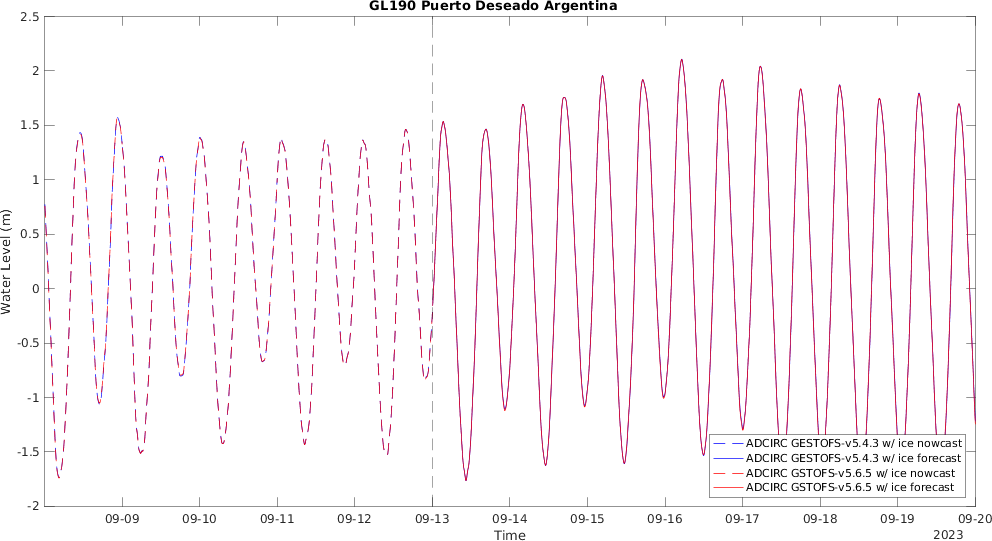 GL190 Puerto Deseado Argentina
2.5
2
1.5
1
0.5
0
-0.5
-1
-1.5
-2
Water Level (m)
ADCIRC GESTOFS-v5.4.3 w/ ice nowcast
ADCIRC GESTOFS-v5.4.3 w/ ice forecast
ADCIRC GSTOFS-v5.6.5 w/ ice nowcast
ADCIRC GSTOFS-v5.6.5 w/ ice forecast
09-09 09-10 09-11 09-12 09-13 09-14 09-15 09-16 09-17 09-18 09-19 09-20
Time
2023